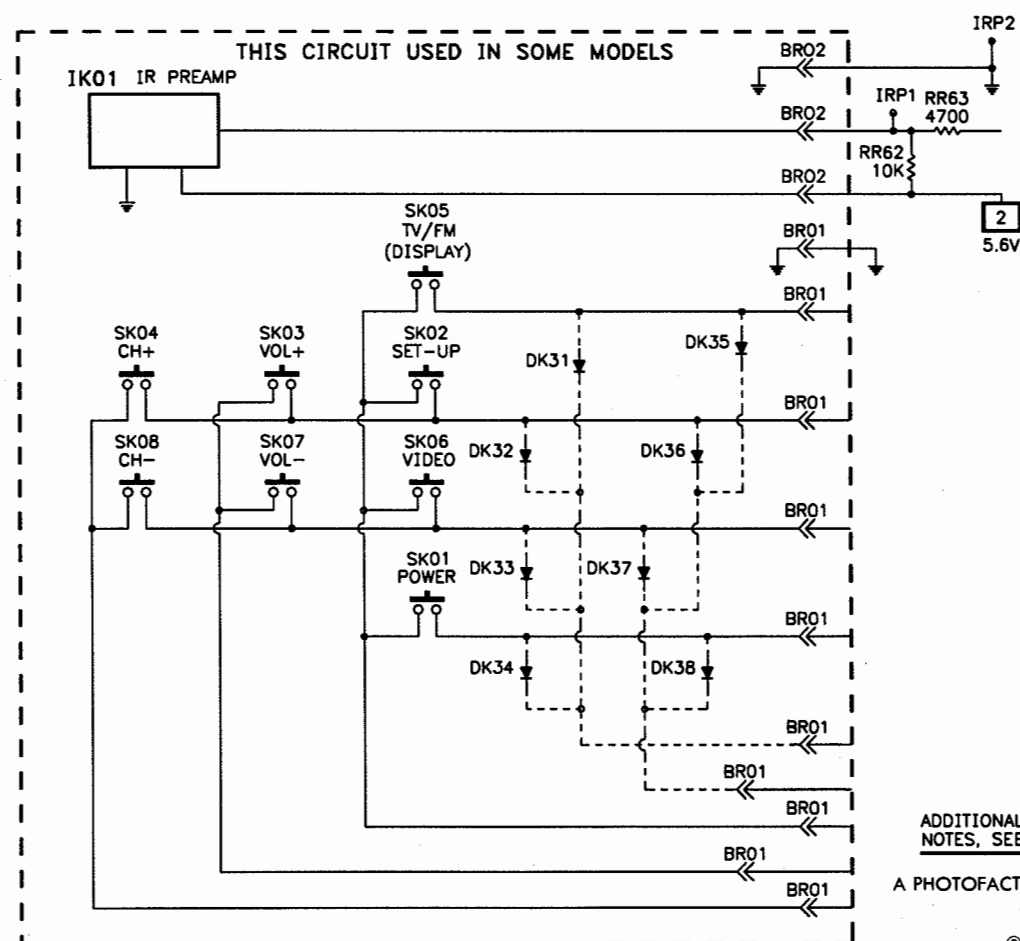 IRP2
THIS CIRCUIT USED IN SOME MODELS
BR02
IK01 IR PREAMP
BR02
IRP1
RR63
4700
RR62
10K
BR02
2
5.6V
SK05
TV/FM
(DISPLAY)
BR01
BR01
SK04
CH+
SK03
VOL+
SK02
SET-UP
DK31
DK35
BR01
SK08
CH-
SK07
VOL-
SK06
VIDEO
DK32
DK36
BR01
SK01
POWER
DK33
DK37
BR01
DK34
DK38
BR01
BR01
BR01
BR01
BR01
ADDITIONAL
NOTES, SEE
A PHOTOFACT
©